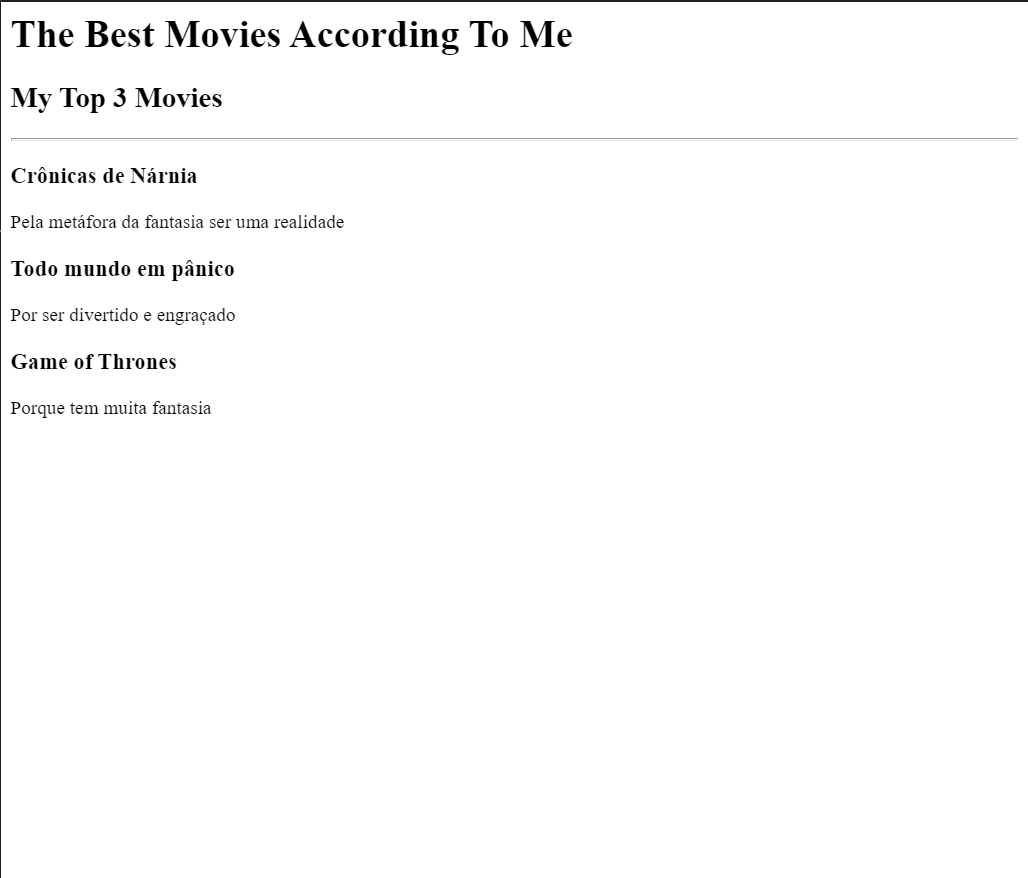 The Best Movies According To Me
My Top 3 Movies
Crônicas de Nárnia
Pela metáfora da fantasia ser uma realidade
Todo mundo em pânico
Por ser divertido e engraçado
Game of Thrones
Porque tem muita fantasia